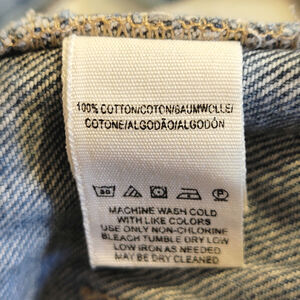 100% COTTON/COTON/BAUMWOLLE/
COTONE/ALGODÃO/ALGODÓN
MACHINE WASH COLD
WITH LIKE COLORS
USE ONLY NON-CHLORINE
BLEACH TUMBLE DRY LOW
LOW IRON AS NEEDED
MAY BE DRY CLEANED